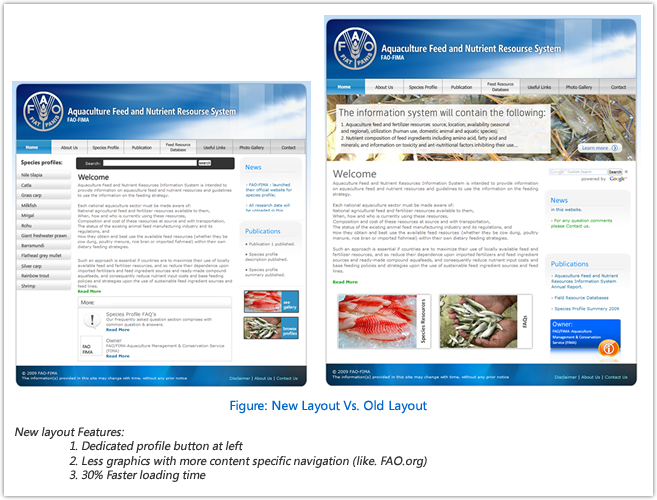 FIAT PANIS
Aquaculture Feed and Nutrient Resourse System
FAO-FIMA
Home About Us Species Profile Publication Feed Resource Database Useful Links Photo Gallery Contact
Species profiles:
Nile tilapia
Catla
Grass carp
Milkfish
Mrigal
Rohu
Giant freshwater prawn
Barramundi
Flathead grey mullet
Silver carp
Rainbow trout
Shrimp
Search: search
Welcome
Aquaculture Feed and Nutrient Resources Information System is intended to
provide information on aquaculture feed and nutrient resources and guidelines
to use the information on the feeding strategy.
Each national aquaculture sector must be made aware of:
National agricultural feed and fertilizer resources available to them,
When, how and who is currently using these resources,
Composition and cost of these resources at source and with transportation,
The status of the existing animal feed manufacturing industry and its
regulations, and
how they obtain and best use the available feed resources (whether they be
cow dung, poultry manure, rice bran or imported fishmeal) within their own
dietary feeding strategies.
Such an approach is essential if countries are to maximise their use of locally
available feed and fertilizer resources, and so reduce their dependence upon
imported fertilizers and feed ingredient sources and ready-made compound
aquafeeds, and consequently reduce nutrient input costs and
base feeding policies and strategies upon the use of sustainable feed
ingredient sources and feed
lines.
Read More
More:
Species Profile FAQ's
Our frequently asked question section comprises with
common question & answers.
Read More
FAO
FIMA
Owner
FAO/FIMA-Aquaculture Management & Conservation Service
(FIMA)
Read More
News
- FAO-FIMA : launched
their official website for
species profile.
- All research data will
be uploaded in this
Publications
- Publication 1 published.
- Species profile
description published.
- Species profile
summary published.
see
gallery
browse
profiles
© 2009 FAO-FIMA
The information(s) provided in this site may change with time, without any prior notice
Disclaimer | About Us | Contact Us
FIAT PANIS
Aquaculture Feed and Nutrient Resourse System
FAO-FIMA
Home About Us Species Profile Publication Feed Resource Database Useful Links Photo Gallery Contact
The information system will contain the following:
1. Aquaculture feed and fertilizer resources: source, location, availability (seasonal
and regional), utilization (human use, domestic animal and aquatic species);
2. Nutrient composition of feed ingredients including amino acid, fatty acid and
minerals; and information on toxicity and ant-nutritional factors inhibiting their use...
Learn more
Welcome
Aquaculture Feed and Nutrient Resources Information System is intended to provide
information on aquaculture feed and nutrient resources and guidelines to use the information on the feeding
strategy.
Each national aquaculture sector must be made aware of:
National agricultural feed and fertilizer resources available to them,
When, how and who is currently using these resources,
Composition and cost of these resources at source and with transportation,
The status of the existing animal feed manufacturing industry and its regulations, and
how they obtain and best use the available feed resources (whether they be cow dung, poultry
manure, rice bran or imported fishmeal) within their own dietary feeding strategies.
Such an approach is essential if countries are to maximise their use of locally available feed and
fertilizer resources, and so reduce their dependence upon imported fertilizers and feed ingredient
sources and ready-made compound aquafeeds, and consequently reduce nutrient input costs and
base feeding policies and strategies upon the use of sustainable feed ingredient sources and feed
lines.
Read More
Species Resources
FAQs
Google Custom Search Search
powered by Google
News
in this website.
- For any question comments
please Contact us.
Publications
- Aquaculture Feed and Nutrient
Resources Information System
Annual Report.
- Field Resource Databases
- Species Profile Summary 2009
Owner:
FAO/FIMA-Aquaculture
Management & Conservation
Service (FIMA)
© 2009 FAO-FIMA
The information(s) provided in this site may change with time, without any prior notice
Disclaimer | About Us | Contact Us
Figure: New Layout Vs. Old Layout
New layout Features:
1. Dedicated profile button at left
2. Less graphics with more content specific navigation (like. FAO.org)
3. 30% Faster loading time